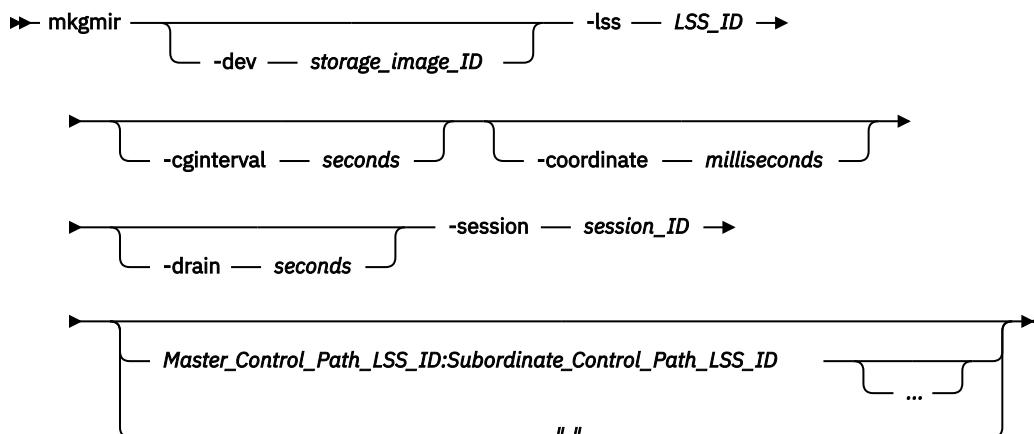 mkgmir -lss LSS_ID
-dev storage_image_ID
-cginterval seconds -coordinate milliseconds
-drain seconds -session session_ID
Master_Control_Path_LSS_ID:Subordinate_Control_Path_LSS_ID
...
" "